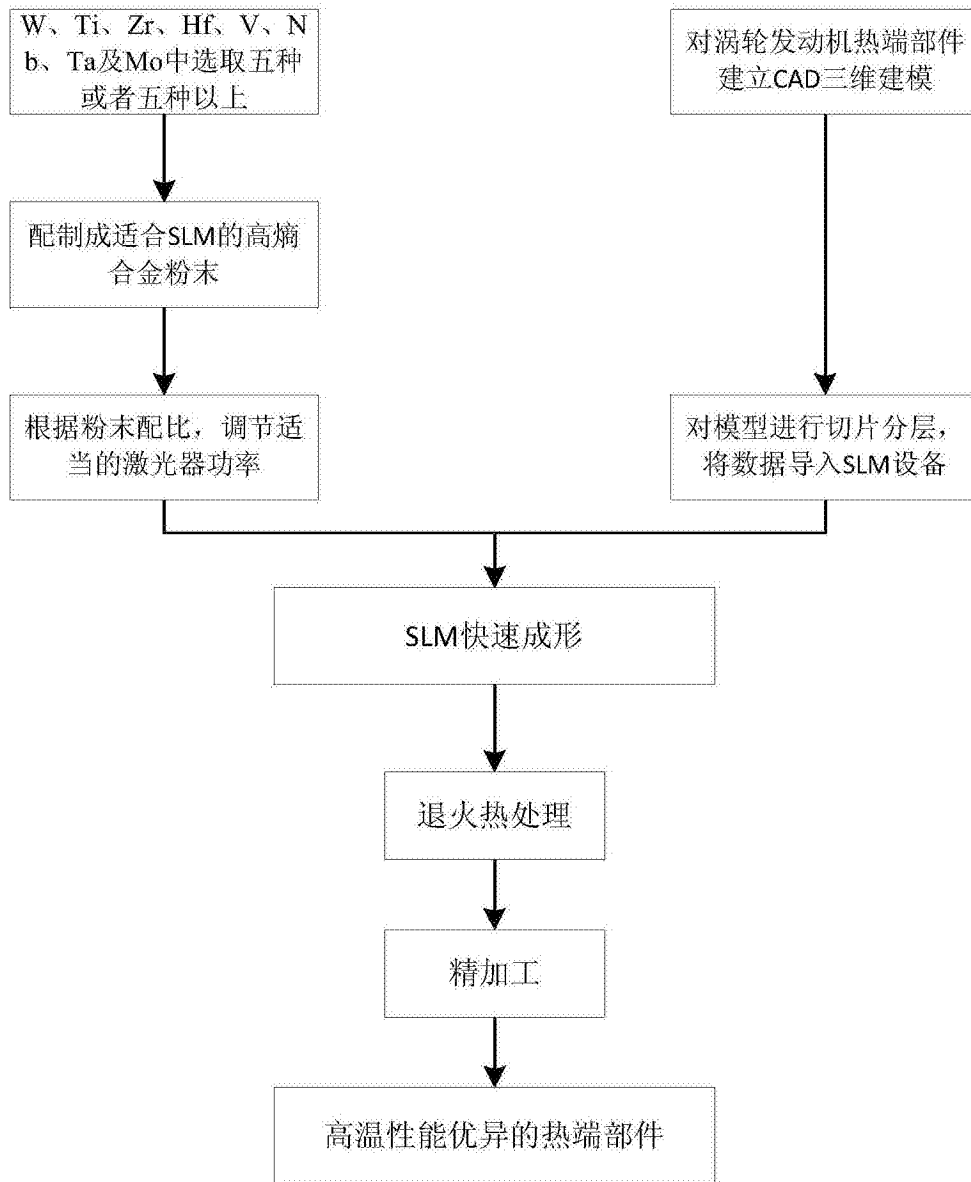 W、Ti、Zr、Hf、V、N
b、Ta及Mo中选取五种
或者五种以上
对涡轮发动机热端部件
建立CAD三维建模
配制成适合SLM的高熵
合金粉末
根据粉末配比，调节适
当的激光器功率
对模型进行切片分层，
将数据导入SLM设备
SLM快速成形
退火热处理
精加工
高温性能优异的热端部件